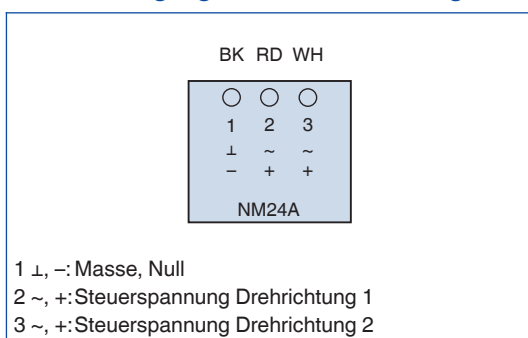 BK RD WH
1 2 3
⊥ ~ ~
– + +
NM24A
1 ⊥, –: Masse, Null
2 ~, +:Steuerspannung Drehrichtung 1
3 ~, +:Steuerspannung Drehrichtung 2